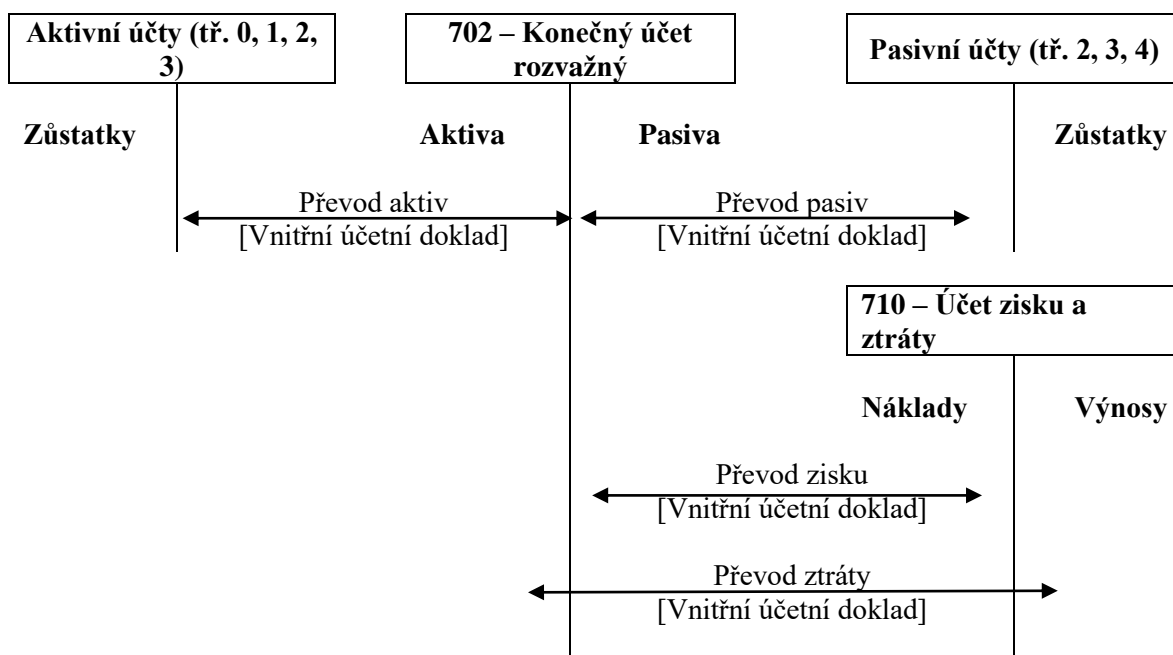 Aktivní účty (tř. 0, 1, 2,
3)
702 – Konečný účet
rozvažný
Pasivní účty (tř. 2, 3, 4)
Zůstatky
Aktiva
Pasiva
Zůstatky
Převod aktiv
[Vnitřní účetní doklad]
Převod pasiv
[Vnitřní účetní doklad]
710 – Účet zisku a
ztráty
Náklady
Výnosy
Převod zisku
[Vnitřní účetní doklad]
Převod ztráty
[Vnitřní účetní doklad]